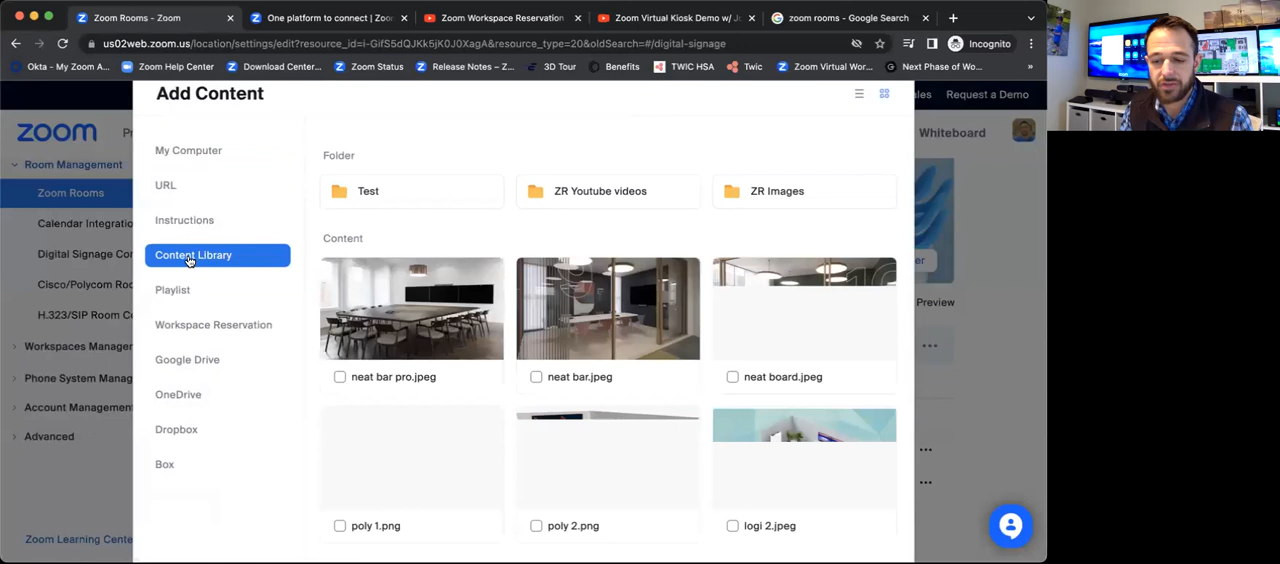 Zoom Rooms - Zoom
One platform to connect | Zoo
Zoom Workspace Reservation
Zoom Virtual Kiosk Demo w/ Jo
zoom rooms - Google Search
us02web.zoom.us/location/settings/edit?resource_id=i-GifS5dQJKk5jK0J0XagA&resource_type=20&oldSearch=#/digital-signage
Incognito
Okta - My Zoom A...
Zoom Help Center
Download Center...
Zoom Status
Release Notes – Z...
3D Tour
Benefits
TWIC HSA
Twic
Zoom Virtual Wor...
Next Phase of Wo...
»
Add Content
Request a Demo
zoom
Whiteboard
Room Management
Zoom Rooms
Calendar Integratio
Digital Signage Con
Cisco/Polycom Roo
H.323/SIP Room Co
Workspaces Manager
Phone System Manag
Account Management
Advanced
Zoom Learning Cente
My Computer
URL
Instructions
Content Library
Playlist
Workspace Reservation
Google Drive
OneDrive
Dropbox
Box
Folder
Test
ZR Youtube videos
ZR Images
Content
neat bar pro.jpeg
neat bar.jpeg
neat board.jpeg
poly 1.png
poly 2.png
logi 2.jpeg
Preview